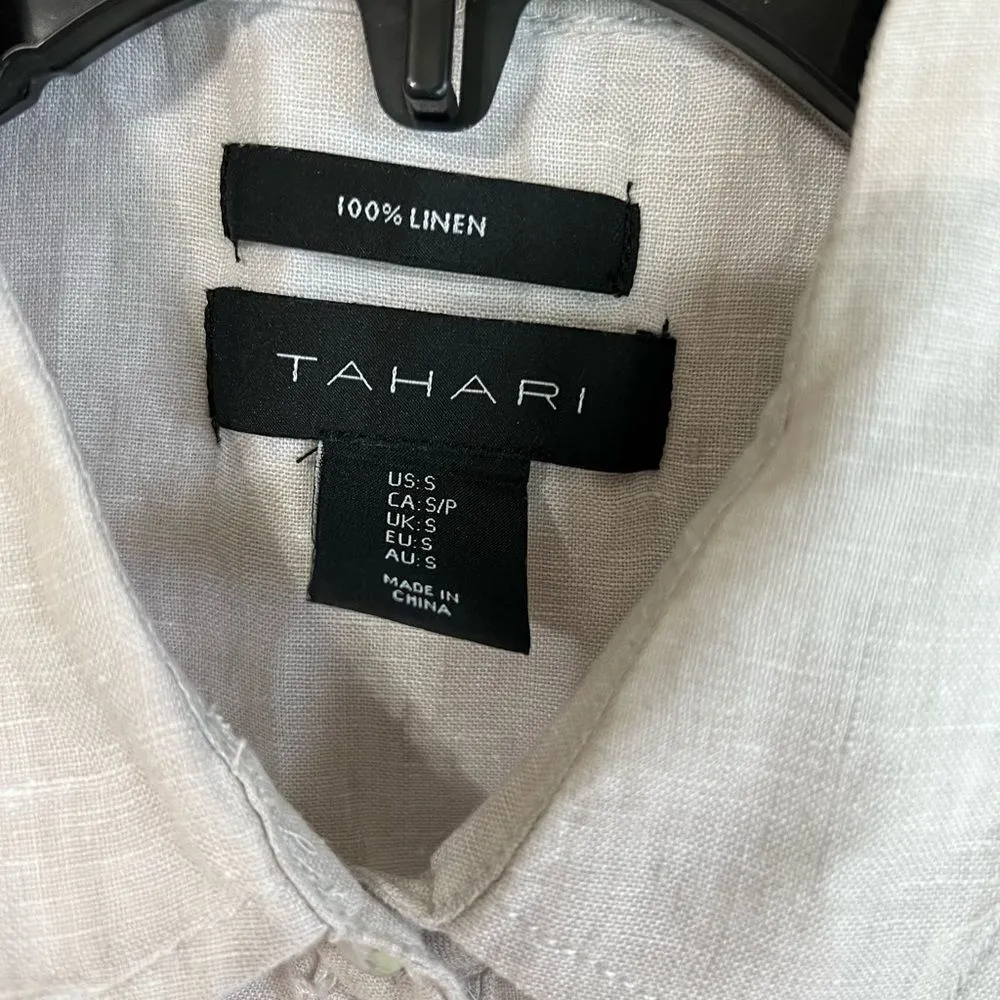 100% LINEN
TAHARI
US: S
CA: S/P
UK: S
EU: S
AU: S
MADE IN
CHINA